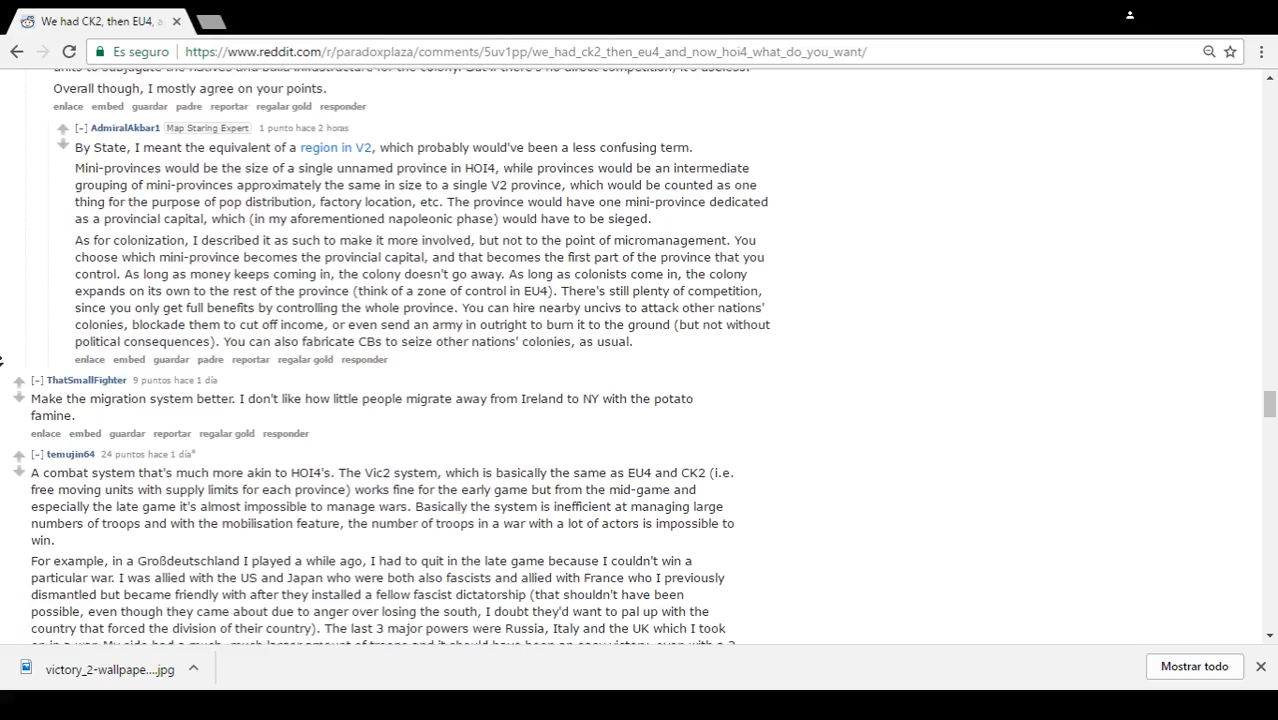 We had CK2, then EU4, a
Es seguro https://www.reddit.com/r/paradoxplaza/comments/5uv1pp/we_had_ck2_then_eu4_and_now_hoi4_what_do_you_want/
units to subjugate the natives and build infrastructure for the colony. But if there's no direct competition, it's useless.
Overall though, I mostly agree on your points.
enlace embed guardar padre reportar regalar gold responder
[–] AdmiralAkbar1 Map Staring Expert 1 punto hace 2 horas
By State, I meant the equivalent of a region in V2, which probably would've been a less confusing term.
Mini-provinces would be the size of a single unnamed province in HOI4, while provinces would be an intermediate
grouping of mini-provinces approximately the same in size to a single V2 province, which would be counted as one
thing for the purpose of pop distribution, factory location, etc. The province would have one mini-province dedicated
as a provincial capital, which (in my aforementioned napoleonic phase) would have to be sieged.
As for colonization, I described it as such to make it more involved, but not to the point of micromanagement. You
choose which mini-province becomes the provincial capital, and that becomes the first part of the province that you
control. As long as money keeps coming in, the colony doesn't go away. As long as colonists come in, the colony
expands on its own to the rest of the province (think of a zone of control in EU4). There's still plenty of competition,
since you only get full benefits by controlling the whole province. You can hire nearby uncivs to attack other nations'
colonies, blockade them to cut off income, or even send an army in outright to burn it to the ground (but not without
political consequences). You can also fabricate CBs to seize other nations' colonies, as usual.
enlace embed guardar padre reportar regalar gold responder
[–] ThatSmallFighter 9 puntos hace 1 día
Make the migration system better. I don't like how little people migrate away from Ireland to NY with the potato
famine.
enlace embed guardar reportar regalar gold responder
[–] temujin64 24 puntos hace 1 día*
A combat system that's much more akin to HOI4's. The Vic2 system, which is basically the same as EU4 and CK2 (i.e.
free moving units with supply limits for each province) works fine for the early game but from the mid-game and
especially the late game it's almost impossible to manage wars. Basically the system is inefficient at managing large
numbers of troops and with the mobilisation feature, the number of troops in a war with a lot of actors is impossible to
win.
For example, in a Großdeutschland I played a while ago, I had to quit in the late game because I couldn't win a
particular war. I was allied with the US and Japan who were both also fascists and allied with France who I previously
dismantled but became friendly with after they installed a fellow fascist dictatorship (that shouldn't have been
possible, even though they came about due to anger over losing the south, I doubt they'd want to pal up with the
country that forced the division of their country). The last 3 major powers were Russia, Italy and the UK which I took
on in a war. My side had a much, much larger amount of troops and it should have been an easy victory, even with a 2
victory_2-wallpape....jpg
Mostrar todo